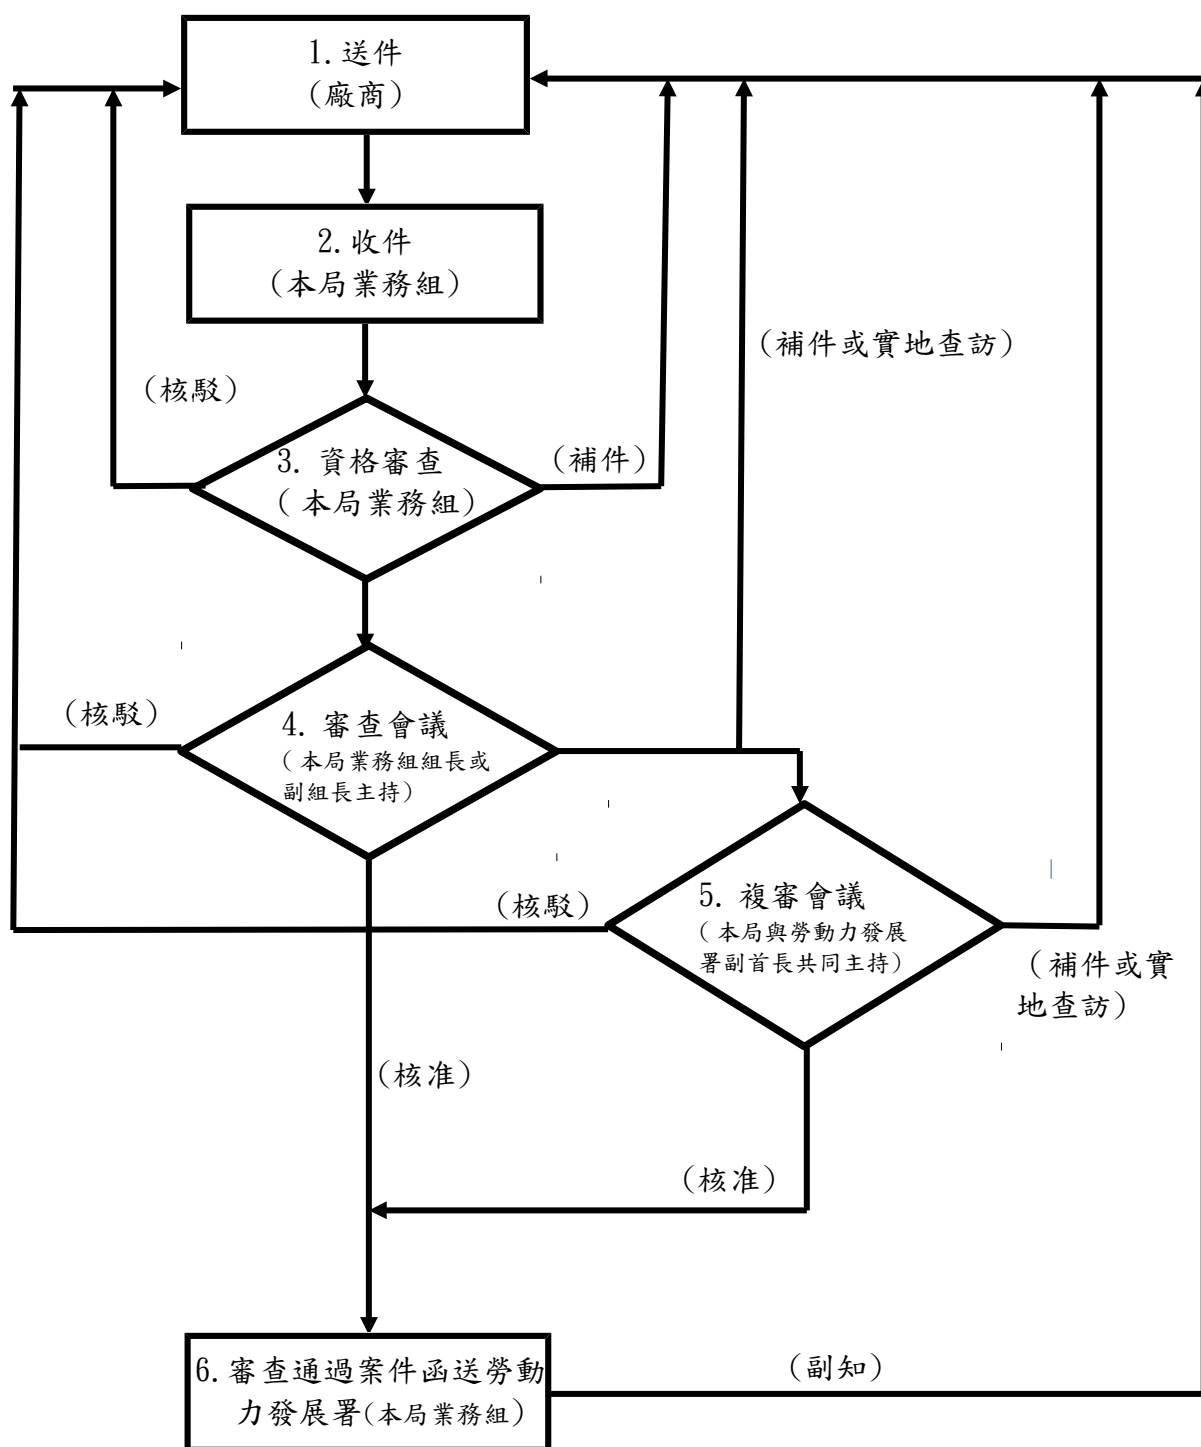 1.送件
(廠商)
2.收件
(本局業務組)
(補件或實地查訪)
(核駁)
3. 資格審查
( 本局業務組)
(補件)
(核駁)
4. 審查會議
( 本局業務組組長或
副組長主持)
5. 複審會議
( 本局與勞動力發展
署副首長共同主持)
(核駁)
(補件或實
地查訪)
(核准)
(核准)
6.審查通過案件函送勞動
力發展署(本局業務組)
(副知)